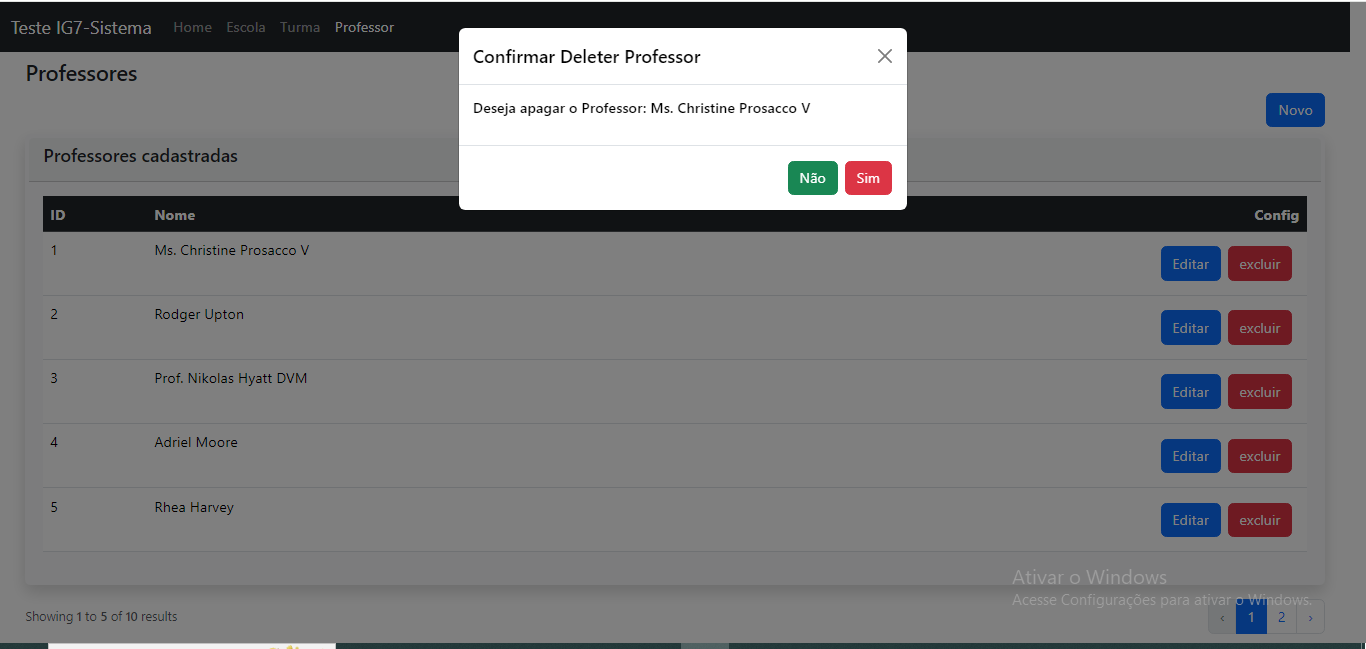 Teste IG7-Sistema Home Escola Turma Professor
Confirmar Deleter Professor
Deseja apagar o Professor: Ms. Christine Prosacco V
Não Sim
Professores
Novo
Professores cadastradas
ID Nome Config
1 Ms. Christine Prosacco V Editar excluir
2 Rodger Upton Editar excluir
3 Prof. Nikolas Hyatt DVM Editar excluir
4 Adriel Moore Editar excluir
5 Rhea Harvey Editar excluir
Ativar o Windows
Acesse Configurações para ativar o Windows.
Showing 1 to 5 of 10 results ‹ 1 2 ›